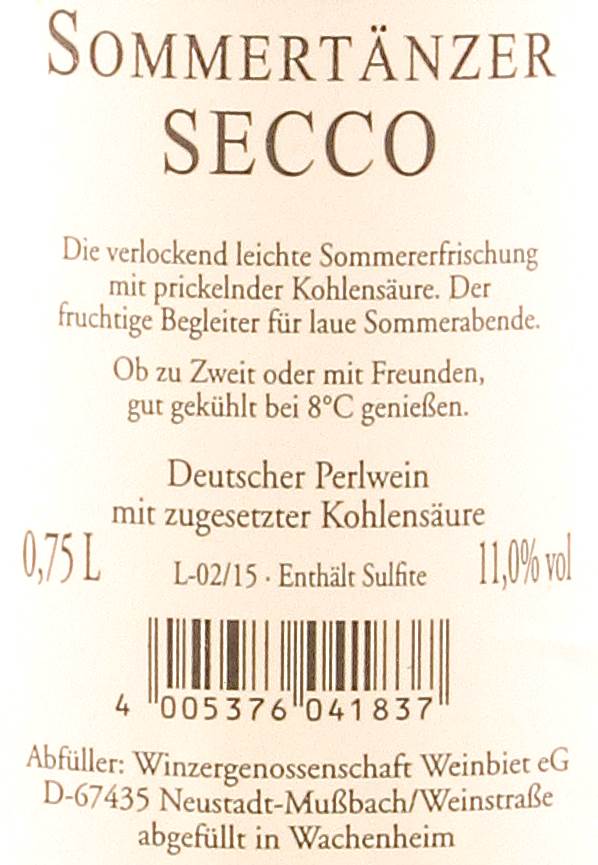 SOMMERTÄNZER
SECCO
Die verlockend leichte Sommererfrischung
mit prickelnder Kohlensäure. Der
fruchtige Begleiter für laue Sommerabende.
Ob zu Zweit oder mit Freunden,
gut gekühlt bei 8°C genießen.
Deutscher Perlwein
mit zugesetzter Kohlensäure
0,75 L L-02/15 · Enthält Sulfite 11,0% vol
4 005376 041837
Abfüller: Winzergenossenschaft Weinbiet eG
D-67435 Neustadt-Mußbach/Weinstraße
abgefüllt in Wachenheim